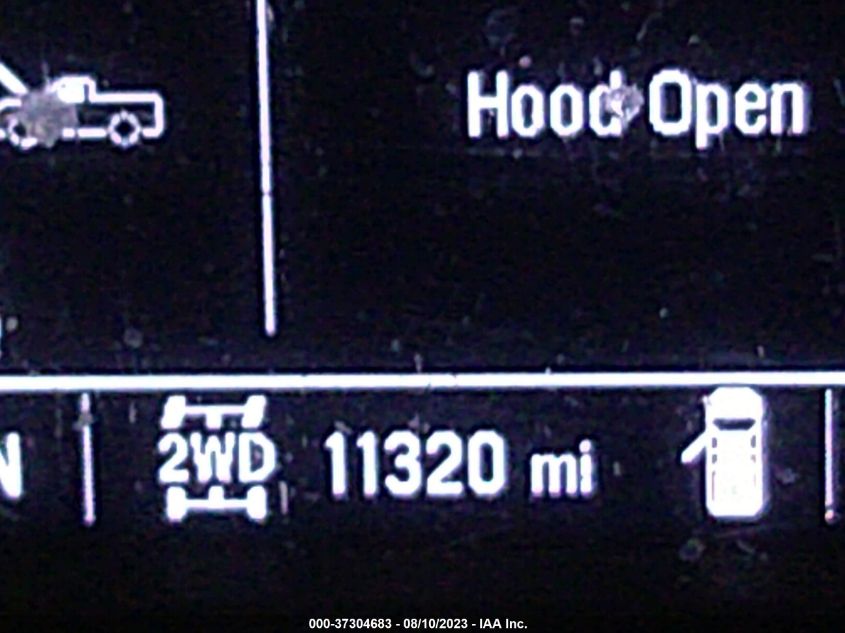 Hood Open
N
2WD
11320 mi
000-37304683 - 08/10/2023 - IAA Inc.